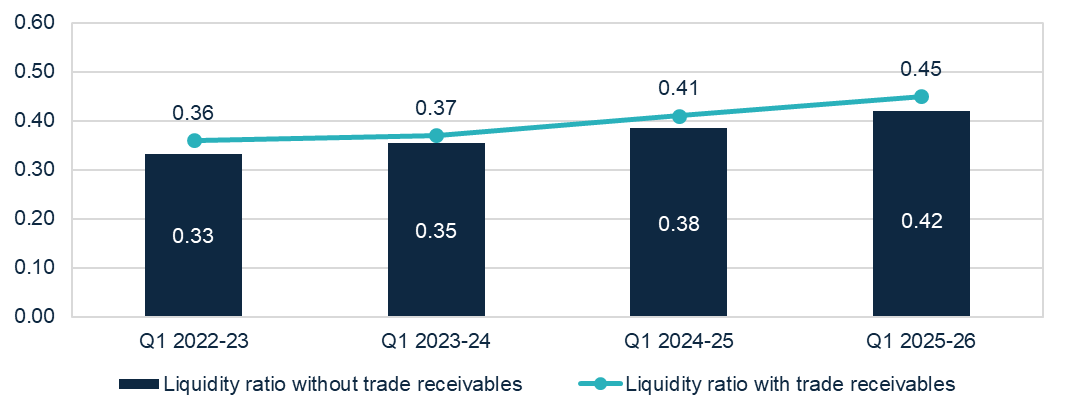 0.60
0.50
0.40
0.30
0.20
0.10
0.00
0.36
0.37
0.41
0.45
0.33
0.35
0.38
0.42
Q1 2022-23
Q1 2023-24
Q1 2024-25
Q1 2025-26
Liquidity ratio without trade receivables
Liquidity ratio with trade receivables